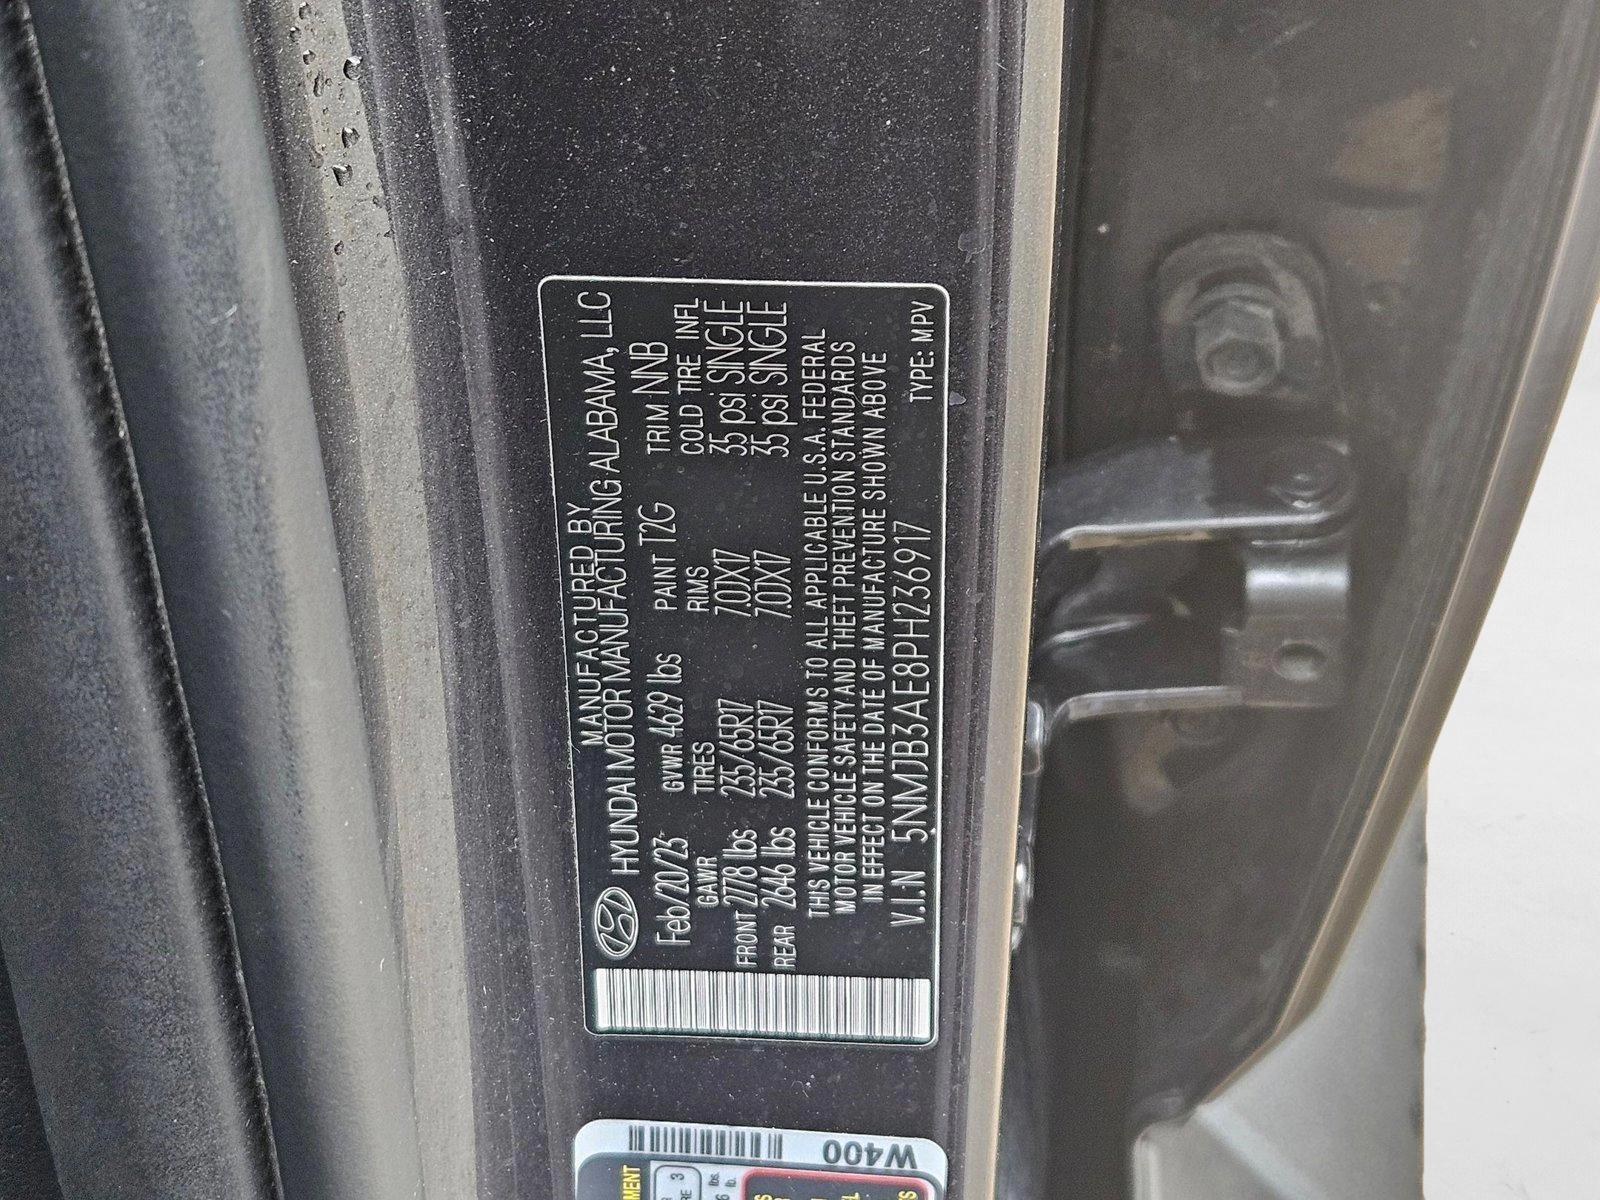 MANUFACTURED BY
HYUNDAI MOTOR MANUFACTURING ALABAMA, LLC
Feb/20/23 GVWR 4629 lbs PAINT T2G TRIM NNB
GAWR TIRES RIMS COLD TIRE INFL
FRONT 2778 lbs 235/65R17 7.0JX17 35 psi SINGLE
REAR 2646 lbs 235/65R17 7.0JX17 35 psi SINGLE
THIS VEHICLE CONFORMS TO ALL APPLICABLE U.S.A. FEDERAL
MOTOR VEHICLE SAFETY AND THEFT PREVENTION STANDARDS
IN EFFECT ON THE DATE OF MANUFACTURE SHOWN ABOVE
V.I.N 5NMJB3AE8PH236917
TYPE: MPV
W400